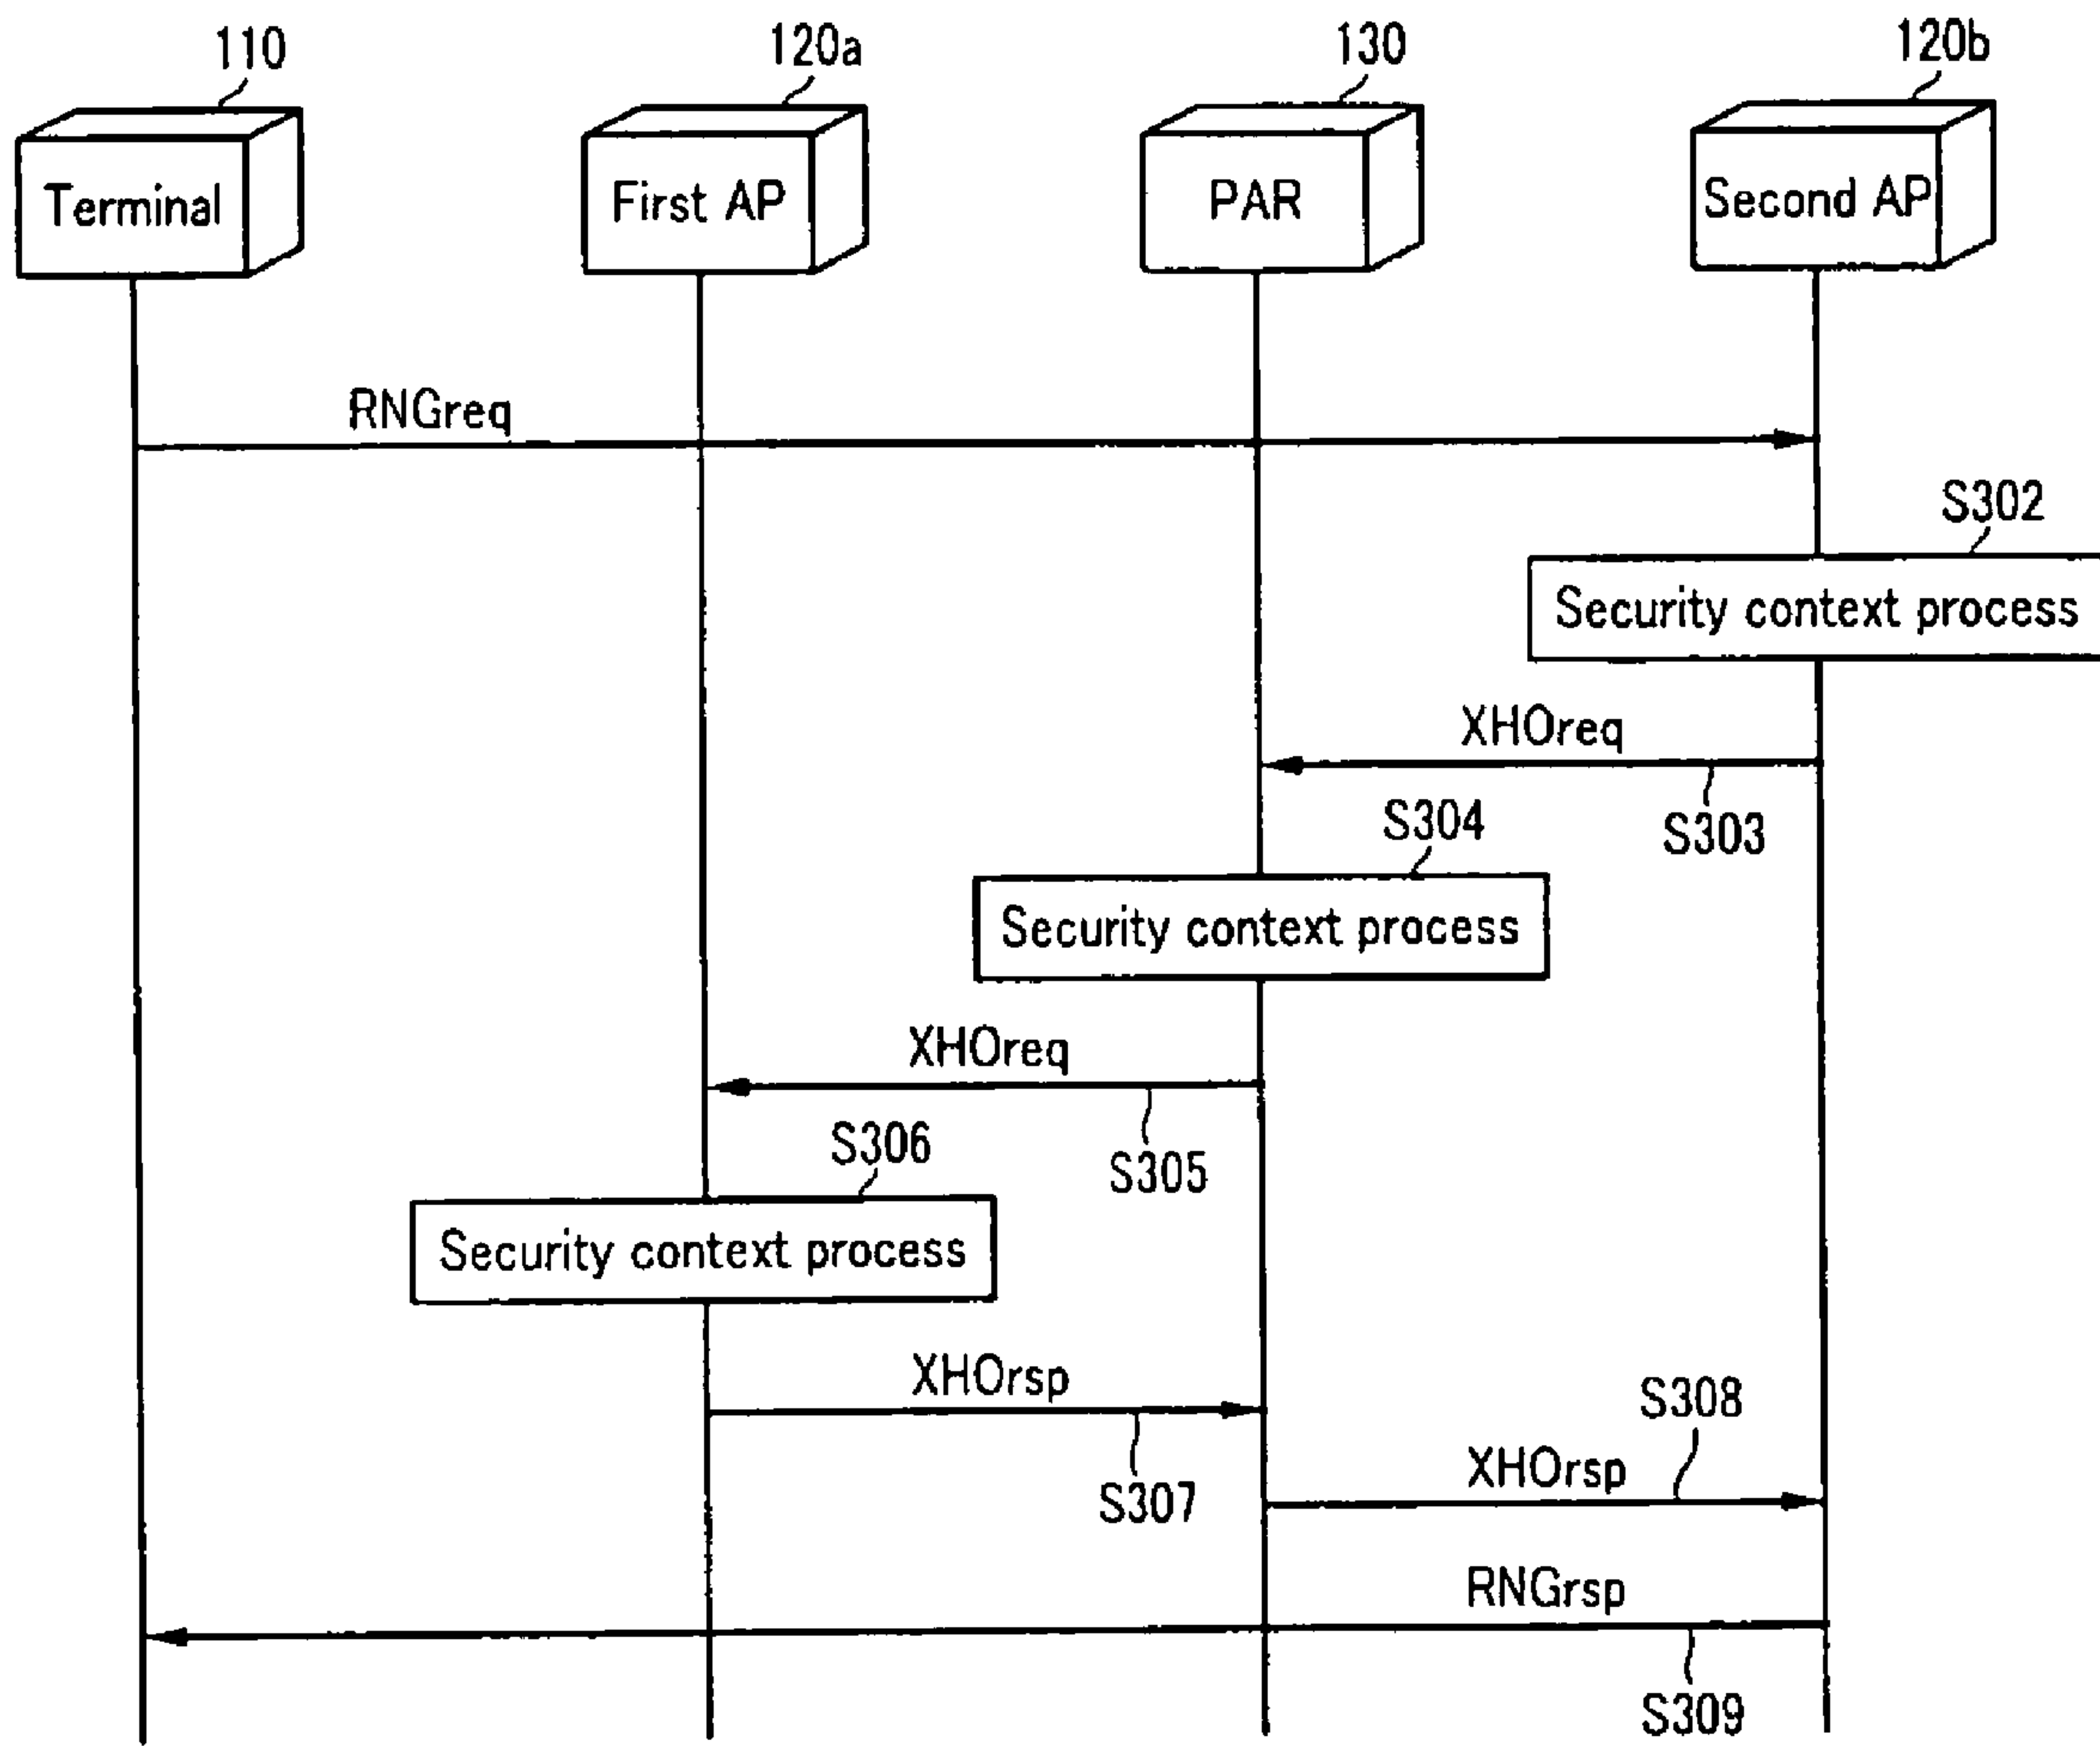 110
120a
130
120b
Terminal
First AP
PAR
Second AP
RNGreq
S302
Security context process
XHOreq
S303
S304
Security context process
XHOreq
S305
S306
Security context process
XHOrsp
S307
S308
XHOrsp
RNGrsp
S309